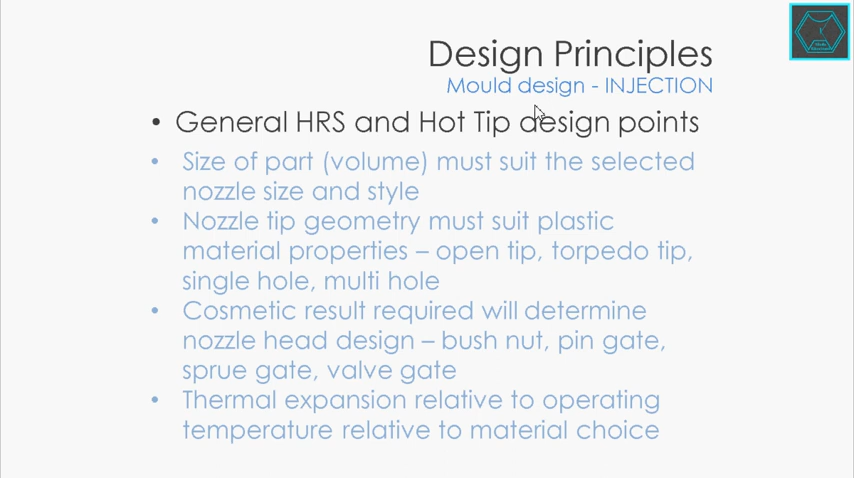 Design Principles
Mould design - INJECTION
• General HRS and Hot Tip design points
• Size of part (volume) must suit the selected
nozzle size and style
• Nozzle tip geometry must suit plastic
material properties – open tip, torpedo tip,
single hole, multi hole
• Cosmetic result required will determine
nozzle head design – bush nut, pin gate,
sprue gate, valve gate
• Thermal expansion relative to operating
temperature relative to material choice